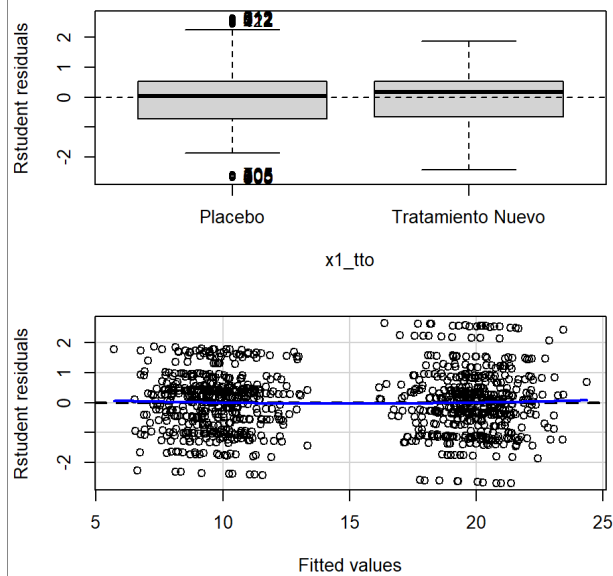 Rstudent residuals
2
1
0
-2
Placebo
Tratamiento Nuevo
x1_tto
Rstudent residuals
2
1
0
-2
5
10
15
20
25
Fitted values